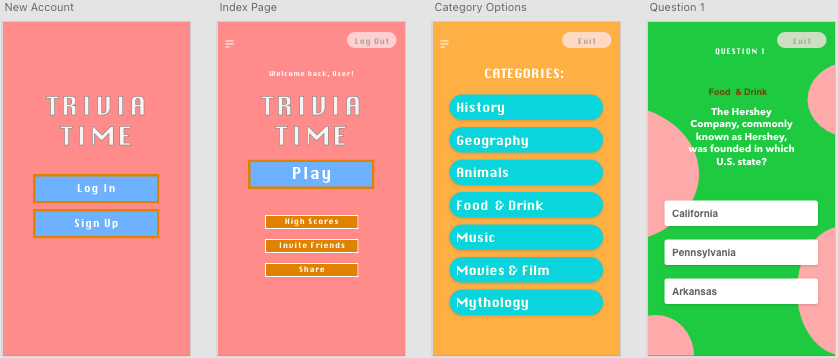 New Account
TRIVIA
TIME
Log In
Sign Up
Index Page
Log Out
Welcome back, User!
TRIVIA
TIME
Play
High Scores
Invite Friends
Share
Category Options
Exit
CATEGORIES:
History
Geography
Animals
Food & Drink
Music
Movies & Film
Mythology
Question 1
Exit
QUESTION 1
Food & Drink
The Hershey
Company, commonly
known as Hershey,
was founded in which
U.S. state?
California
Pennsylvania
Arkansas